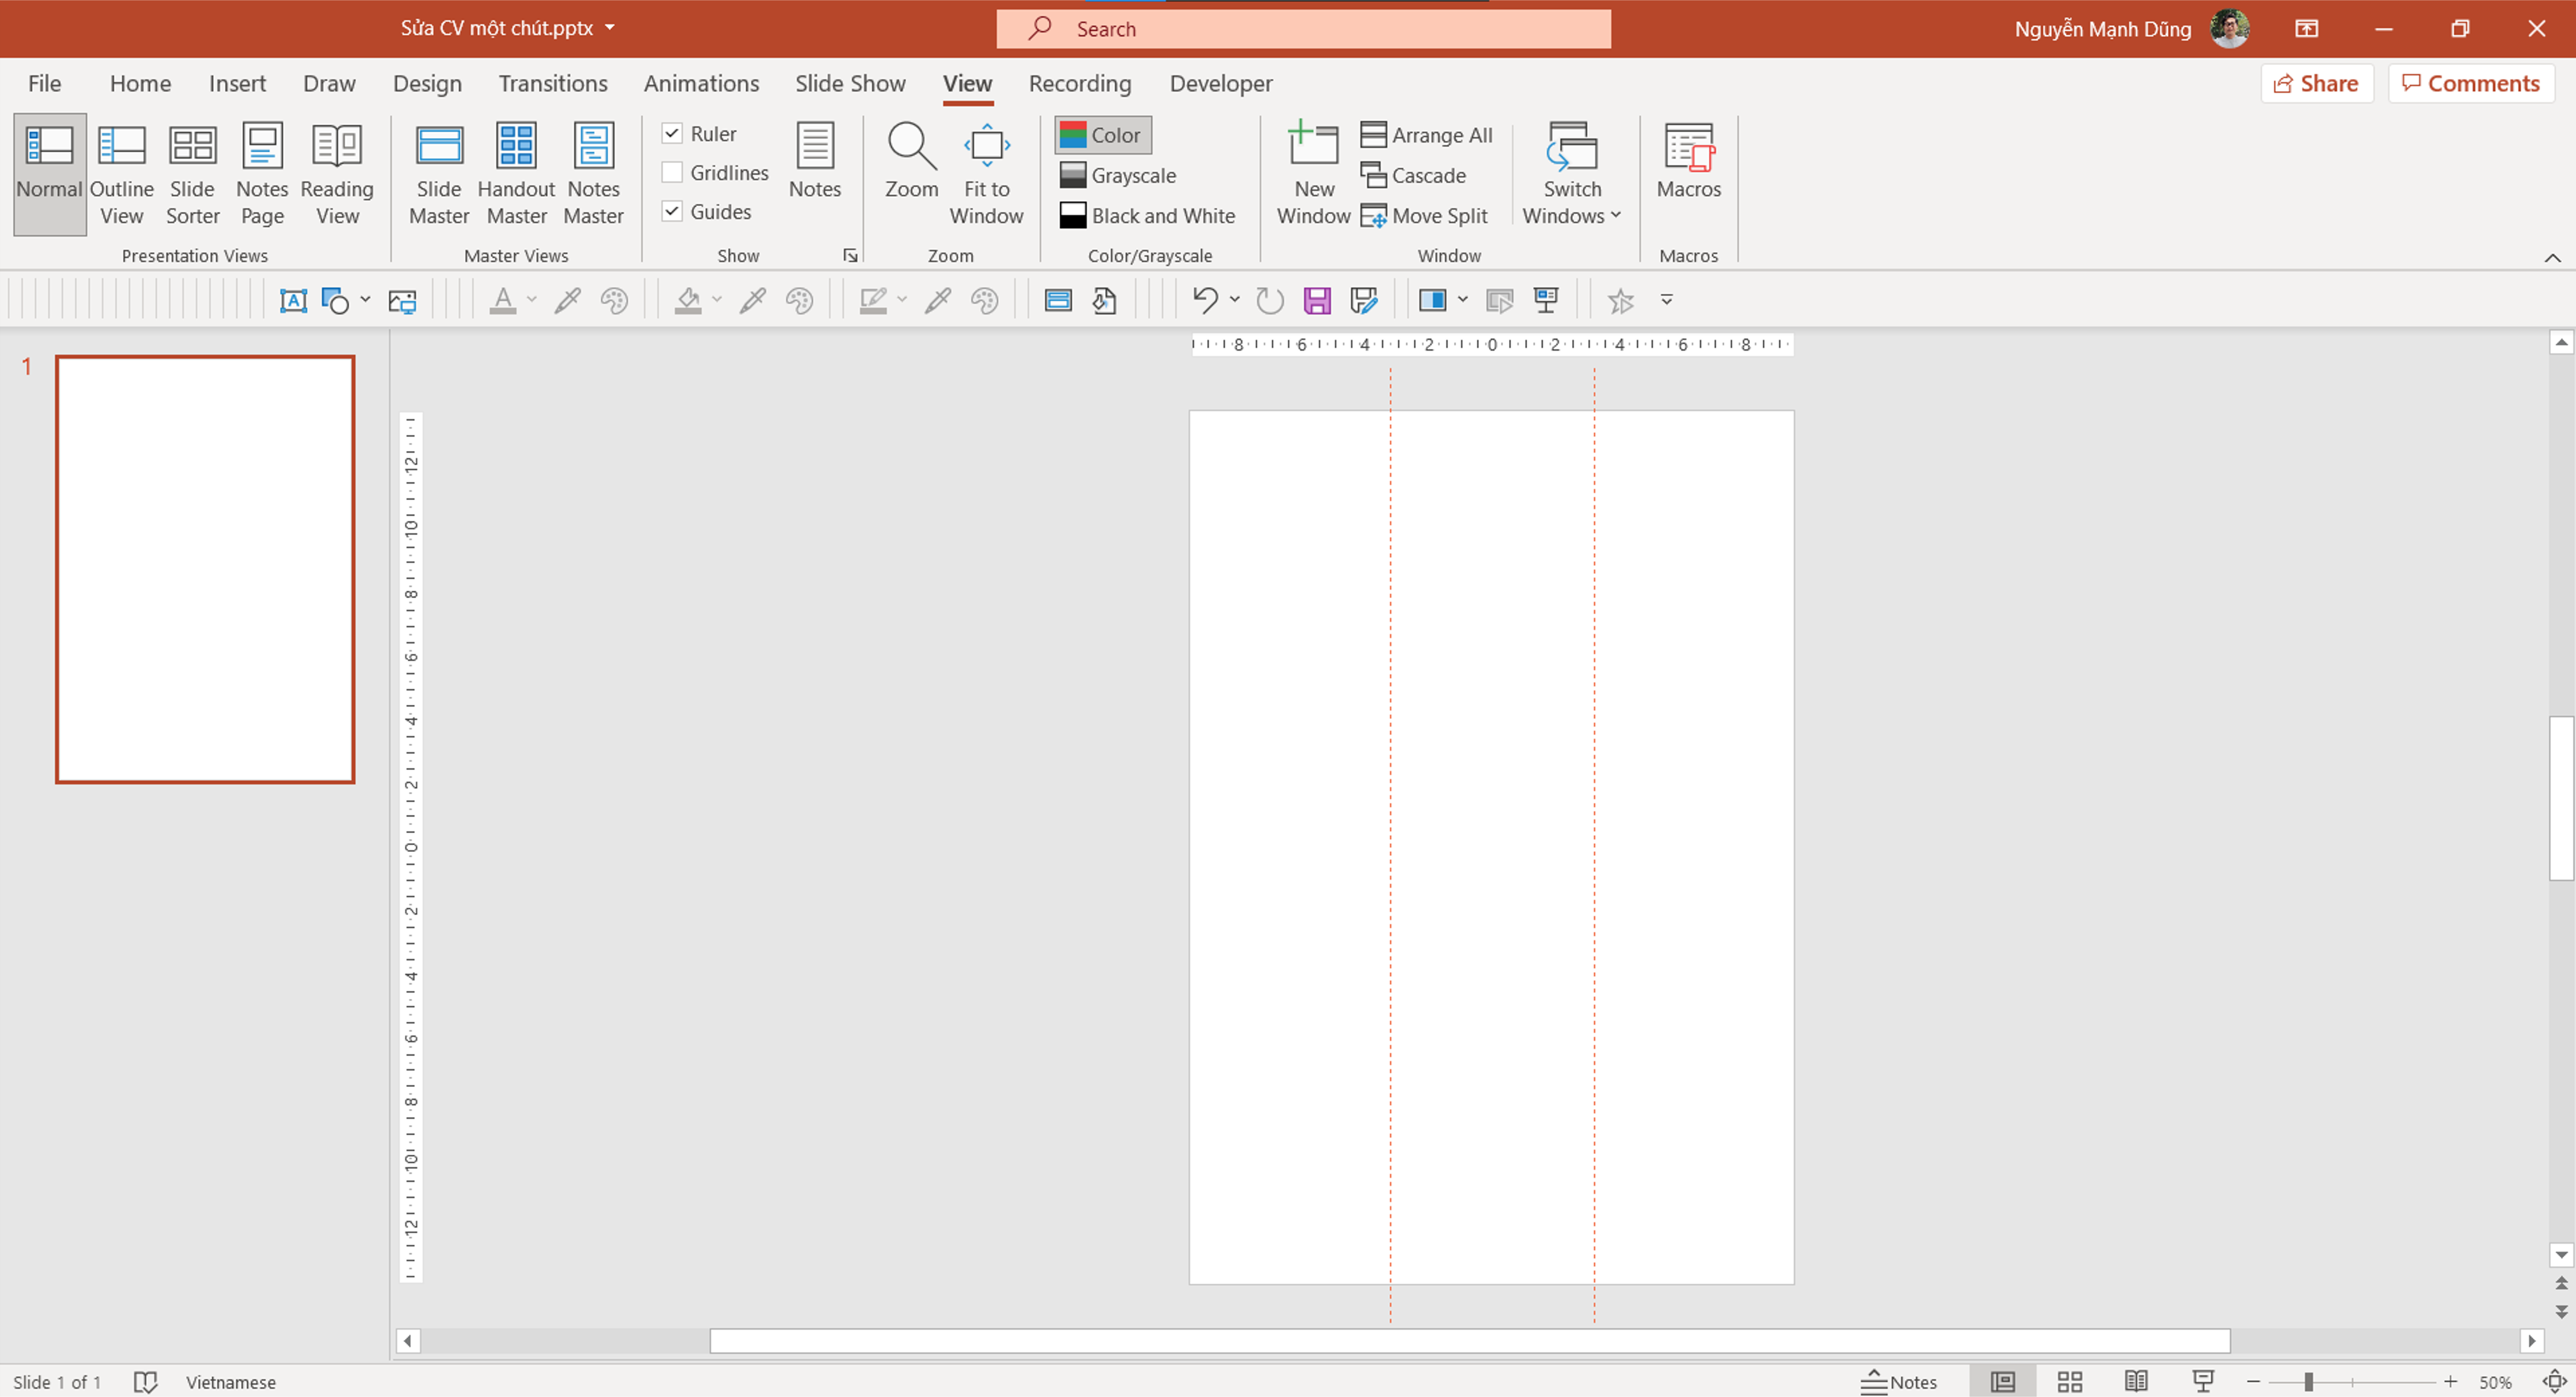 Sửa CV một chút.pptx
Search
Nguyễn Mạnh Dũng
File Home Insert Draw Design Transitions Animations Slide Show View Recording Developer
Share Comments
Normal
Outline View
Slide Sorter
Notes Page
Reading View
Presentation Views
Slide Master
Handout Master
Notes Master
Master Views
Ruler
Gridlines
Guides
Notes
Show
Zoom
Fit to Window
Zoom
Color
Grayscale
Black and White
Color/Grayscale
New Window
Arrange All
Cascade
Move Split
Switch Windows
Window
Macros
Macros
A A
8 6 4 2 0 2 4 6 8
1
12
10
8
6
4
2
0
2
4
6
8
10
12
Slide 1 of 1 Vietnamese Notes 50%